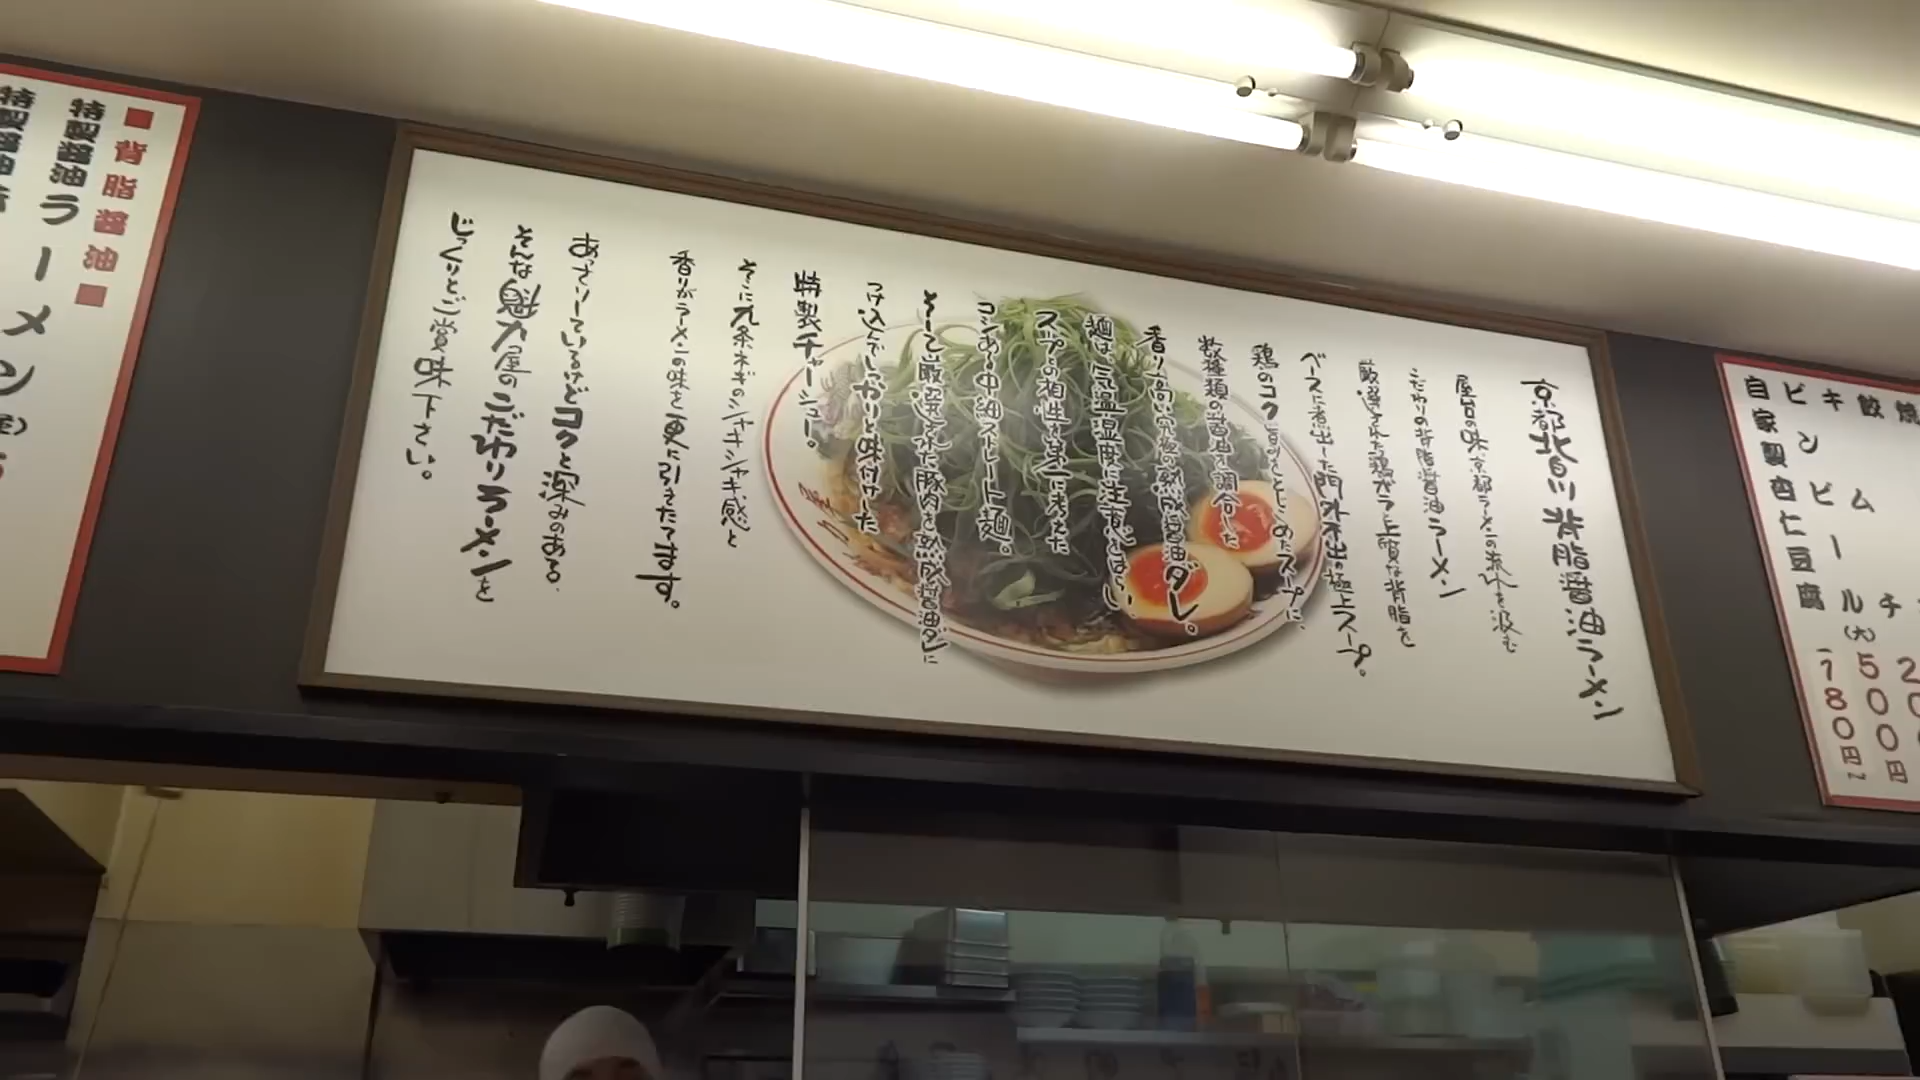 京都北白川 背脂醤油ラーメン
屋台の味、京都ラーメンの流れを汲む
こだわりの背脂醤油ラーメン
厳選された鶏ガラと上質な背脂を
ベースに煮出した門外不出の極上スープ。
鶏のコク、旨みをとじこめたスープに、
数種類の醤油を調合した
香り高い究極の熟成醤油ダレ。
麺は気温湿度に注意をはらい、
スープとの相性を第一に考えた
コシある中細ストレート麺。
そして厳選された豚肉を熟成醤油ダレに
つけ込んでしっかりと味付けした
特製チャーシュー。
そこに九条ネギのシャキシャキ感と
香りがラーメンの味を更に引きたてます。
あっさりしているけどコクと深みのある、
そんな魁力屋のこだわりラーメンを
じっくりとご賞味下さい。
■背脂醤油■
特製醤油ラーメン
特製醤油
キムチ
ビンビール(大) 500円
自家製杏仁豆腐 180円